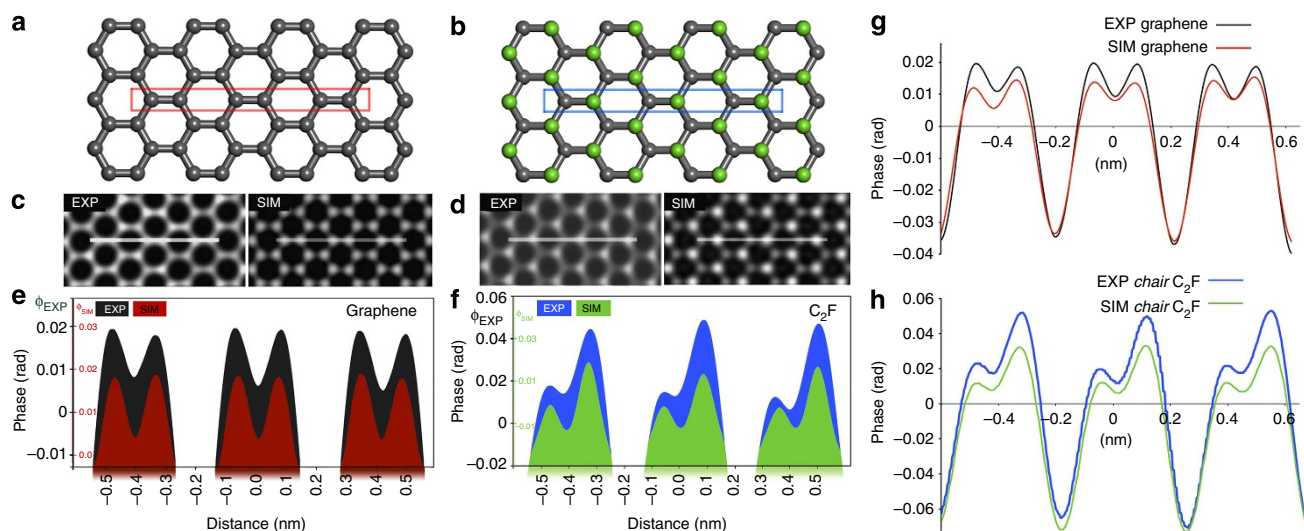 a
b
g
EXP graphene
SIM graphene
0.02
0.01
0
−0.01
−0.02
−0.03
−0.04
−0.4 −0.2 0 0.2 0.4 0.6
(nm)
Phase (rad)
c
EXP
SIM
d
EXP
SIM
e
ϕEXP
ϕSIM
EXP
SIM
Graphene
0.02
0.01
0
−0.01
0.03
0.02
0.01
0.0
Phase (rad)
−0.5 −0.4 −0.3 0.2 −0.1 0.0 0.1 0.2 0.3 0.4 0.5
Distance (nm)
f
0.06
ϕEXP
ϕSIM
EXP
SIM
C₂F
0.04
0.02
0
−0.02
0.03
0.01
−0.01
Phase (rad)
−0.5 −0.4 −0.3 −0.2 −0.1 0.0 0.1 0.2 0.3 0.4 0.5
Distance (nm)
h
EXP chair C₂F
SIM chair C₂F
0.06
0.04
0.02
0
0.02
−0.04
−0.06
−0.4 −0.2 0 0.2 0.4 0.6
(nm)
Phase (rad)